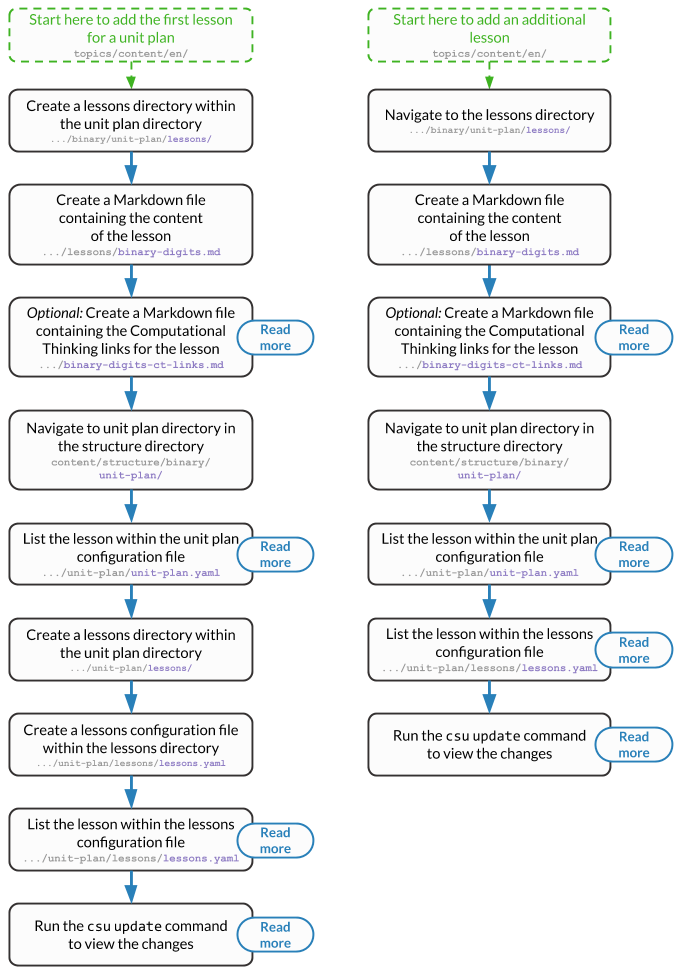 Start here to add the first lesson
for a unit plan
topics/content/en/
Create a lessons directory within
the unit plan directory
.../binary/unit-plan/lessons/
Create a Markdown file
containing the content
of the lesson
.../lessons/binary-digits.md
Optional: Create a Markdown file
containing the Computational
Thinking links for the lesson
.../binary-digits-ct-links.md
Read
more
Navigate to unit plan directory in
the structure directory
content/structure/binary/
unit-plan/
List the lesson within the unit plan
configuration file
.../unit-plan/unit-plan.yaml
Read
more
Create a lessons directory within
the unit plan directory
.../unit-plan/lessons/
Create a lessons configuration file
within the lessons directory
.../unit-plan/lessons/lessons.yaml
List the lesson within the lessons
configuration file
.../unit-plan/lessons/lessons.yaml
Read
more
Run the csu update command
to view the changes
Read
more
Start here to add an additional
lesson
topics/content/en/
Navigate to the lessons directory
.../binary/unit-plan/lessons/
Create a Markdown file
containing the content
of the lesson
.../lessons/binary-digits.md
Optional: Create a Markdown file
containing the Computational
Thinking links for the lesson
.../binary-digits-ct-links.md
Read
more
Navigate to unit plan directory in
the structure directory
content/structure/binary/
unit-plan/
List the lesson within the unit plan
configuration file
.../unit-plan/unit-plan.yaml
Read
more
List the lesson within the lessons
configuration file
.../unit-plan/lessons/lessons.yaml
Read
more
Run the csu update command
to view the changes
Read
more